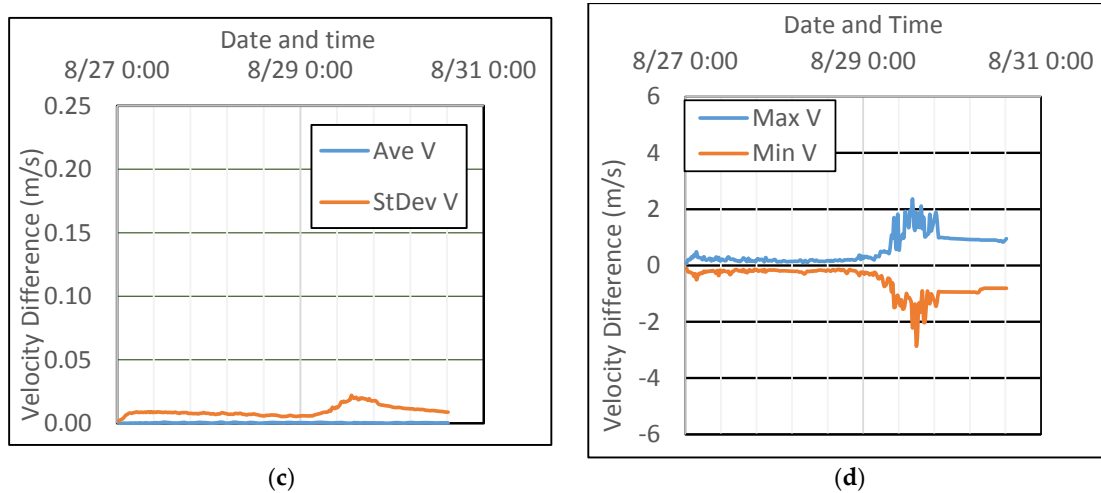 Date and time
8/27 0:00 8/29 0:00 8/31 0:00
0.25
0.20
0.15
0.10
0.05
0.00
Velocity Difference (m/s)
Ave V
StDev V
(c)
Date and Time
8/27 0:00 8/29 0:00 8/31 0:00
6
4
2
0
-2
-4
-6
Velocity Difference (m/s)
Max V
Min V
(d)